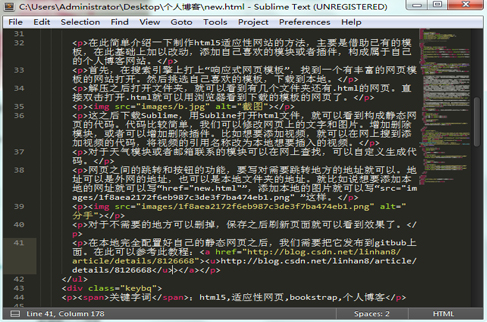 C:\Users\Administrator\Desktop\个人博客\new.html - Sublime Text (UNREGISTERED)
File Edit Selection Find View Goto Tools Project Preferences Help
31
32 <p>在此简单介绍一下制作html5适应性网站的方法，主要是借助已有的模
板，在此基础上加以改动，添加自己喜欢的模块或者插件，构成属于自己
的个人博客网站。</p>
33 <p>首先，在搜索引擎上打上"响应式网页模板"，找到一个有丰富的网页模
板的网站打开。然后挑选自己喜欢的模板，下载到本地。</p>
34 <p>解压之后打开文件夹，就可以看到有几个文件夹还有.html的网页。直
接双击打开.html就可以用浏览器看到下载的模板的网页了。</p>
35 <p><img src="images/b.jpg" alt="截图"></p>
36 <p>这之后下载Sublime，用Sublime打开html文件，就可以看到构成静态网
页的代码。代码比较简单，我们可以修改网页上的文字和图片。增加删除
模块，或者可以增加删除插件。比如想要添加视频，就可以在网上搜到添
加视频的代码，将视频的引用名称改为本地想要插入的视频。</p>
37 <p>对于天气模块或者邮箱联系的模块可以在网上查找，可以自定义生成代
码。</p>
38 <p>网页之间的跳转和按钮的功能，要写对需要跳转地方的地址就可以。地
址可以是外网的地址，也可以是本地文件夹的地址。就比如说想要添加本
地的网址就可以写"href="new.html"，添加本地的图片就可以写"src="im
ages/1f8aea2172f6eb987c3de3f7ba474eb1.png" "这样。</p>
39 <p><img src="images/1f8aea2172f6eb987c3de3f7ba474eb1.png" alt="
分手"></p>
40 <p>对于不需要的地方可以删掉，保存之后刷新页面就可以看到效果了。</
p>
41 <p>在本地完全配置好自己的静态网页之后，我们需要把它发布到gitbub上
面。在此可以参考此教程：<a href="http://blog.csdn.net/linhan8/
article/details/8126668"><u>http://blog.csdn.net/linhan8/article/
details/8126668</u></a></p>
42 </ul>
43 <div class="keybq">
44 <p><span>关键字词</span>：html5,适应性网页,bookstrap,个人博客</p>
Line 41, Column 178 Spaces: 2 HTML